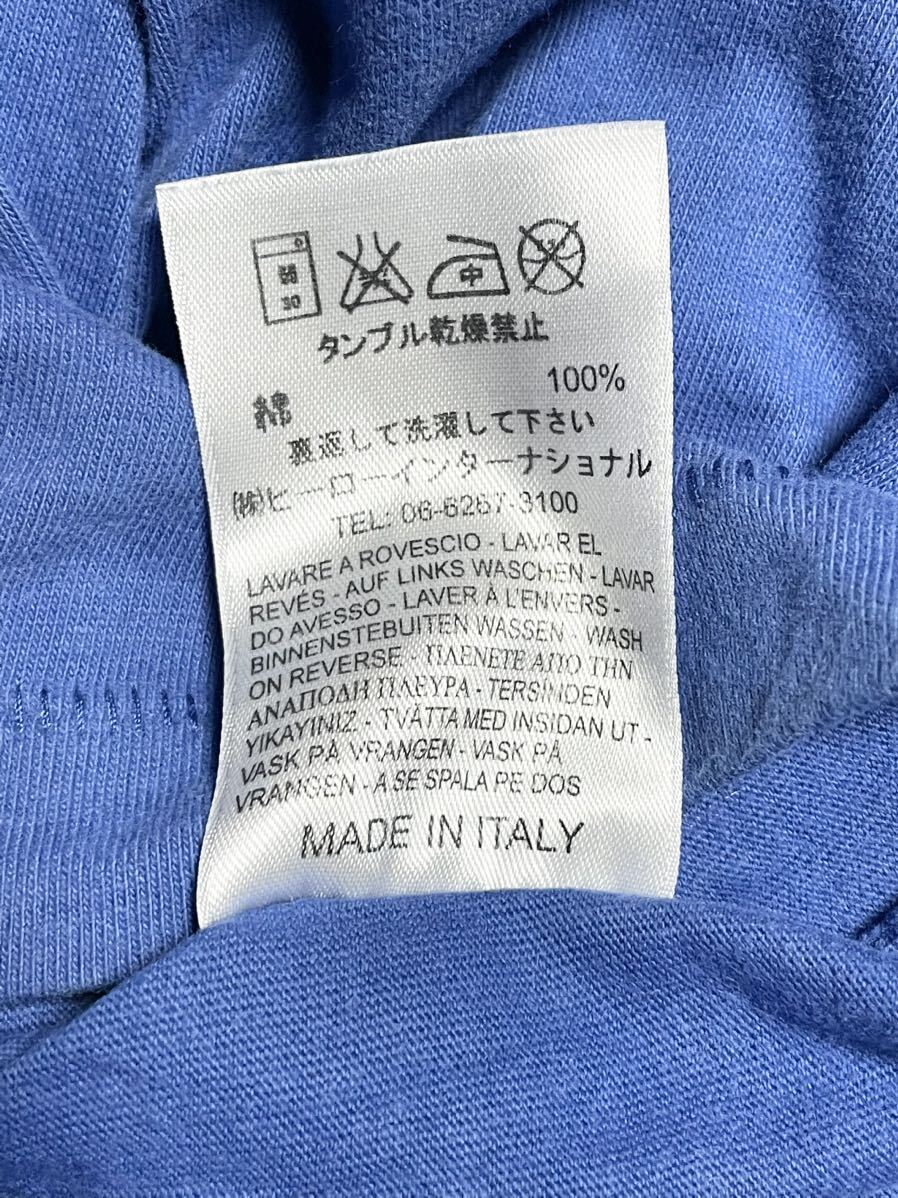 30
中
タンブル乾燥禁止
綿 100%
裏返して洗濯して下さい
㈱ヒーローインターナショナル
TEL: 06-6267-3100
LAVARE A ROVESCIO - LAVAR EL
REVÉS - AUF LINKS WASCHEN - LAVAR
DO AVESSO - LAVER À L'ENVERS -
BINNENSTEBUITEN WASSEN - WASH
ON REVERSE - ΠΛΕΝΕΤΕ ΑΠΟ ΤΗΝ
ΑΝΑΠΟΔΗ ΠΛΕΥΡΑ - TERSINDEN
YIKAYINIZ - TVÄTTA MED INSIDAN UT -
VASK PÅ VRANGEN - VASK PÅ
VRANGEN - A SE SPALA PE DOS
MADE IN ITALY